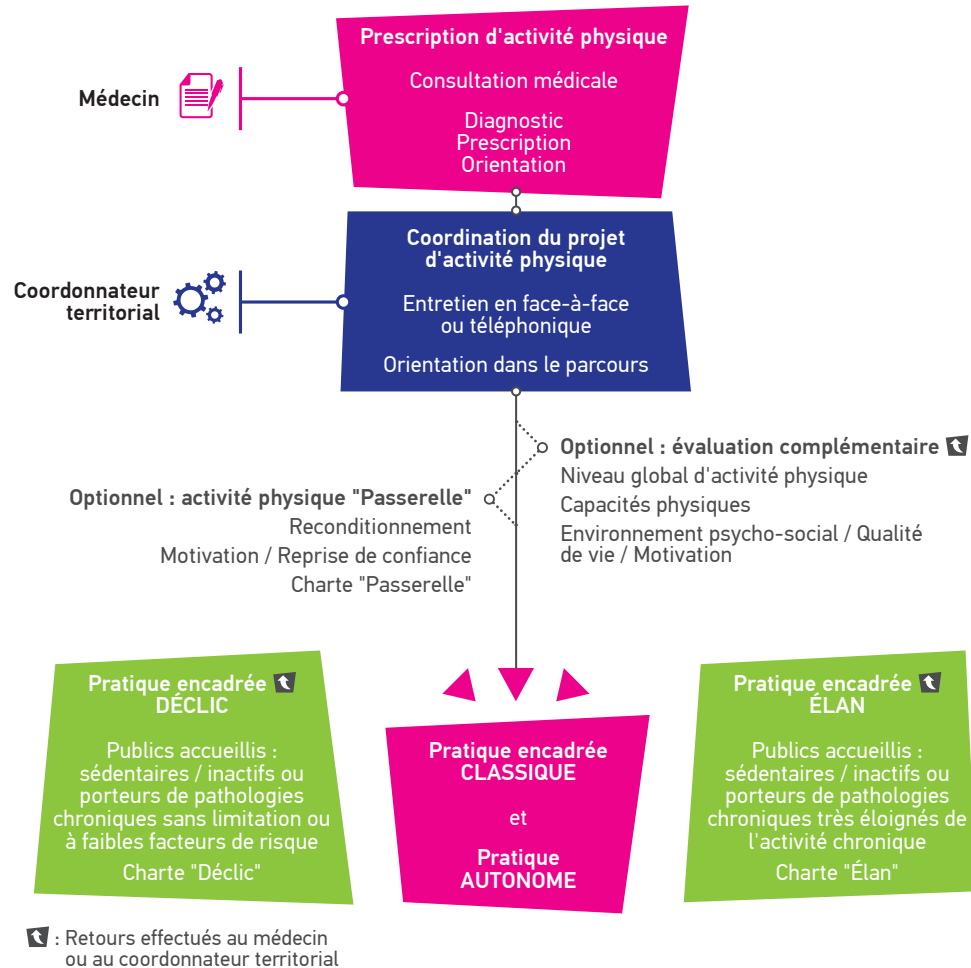 Prescription d'activité physique
Médecin
Consultation médicale
Diagnostic
Prescription
Orientation
Coordination du projet
d'activité physique
Coordonnateur
territorial
Entretien en face-à-face
ou téléphonique
Orientation dans le parcours
Optionnel : évaluation complémentaire
Niveau global d'activité physique
Capacités physiques
Environnement psycho-social / Qualité
de vie / Motivation
Optionnel : activité physique "Passerelle"
Reconditionnement
Motivation / Reprise de confiance
Charte "Passerelle"
Pratique encadrée
DÉCLIC
Publics accueillis :
sédentaires / inactifs ou
porteurs de pathologies
chroniques sans limitation ou
à faibles facteurs de risque
Charte "Déclic"
Pratique encadrée
CLASSIQUE
et
Pratique
AUTONOME
Pratique encadrée
ÉLAN
Publics accueillis :
sédentaires / inactifs ou
porteurs de pathologies
chroniques très éloignés de
l'activité chronique
Charte "Élan"
: Retours effectués au médecin
ou au coordonnateur territorial